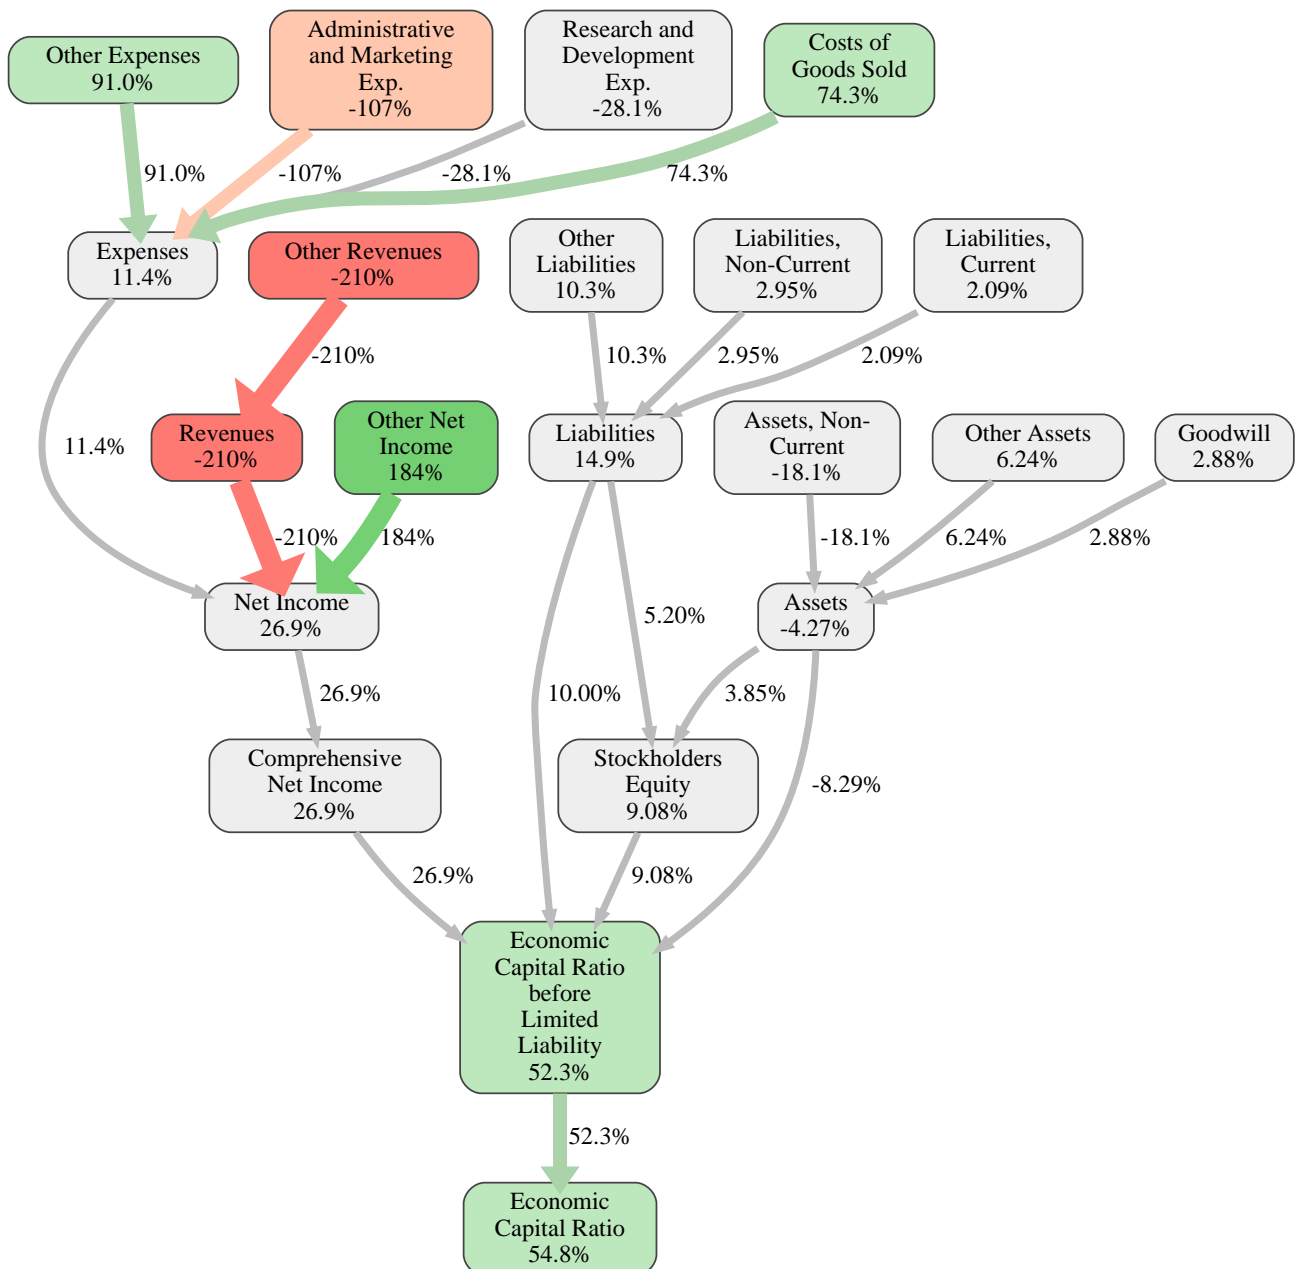 Other Expenses
91.0%
Administrative
and Marketing
Exp.
-107%
Research and
Development
Exp.
-28.1%
Costs of
Goods Sold
74.3%
91.0%
-107%
-28.1%
74.3%
Expenses
11.4%
Other Revenues
-210%
Other
Liabilities
10.3%
Liabilities,
Non-Current
2.95%
Liabilities,
Current
2.09%
-210%
10.3%
2.95%
2.09%
11.4%
Revenues
-210%
Other Net
Income
184%
Liabilities
14.9%
Assets, Non-
Current
-18.1%
Other Assets
6.24%
Goodwill
2.88%
-210%
184%
-18.1%
6.24%
2.88%
Net Income
26.9%
5.20%
Assets
-4.27%
26.9%
10.00%
3.85%
Comprehensive
Net Income
26.9%
Stockholders
Equity
9.08%
-8.29%
26.9%
9.08%
Economic
Capital Ratio
before
Limited
Liability
52.3%
52.3%
Economic
Capital Ratio
54.8%